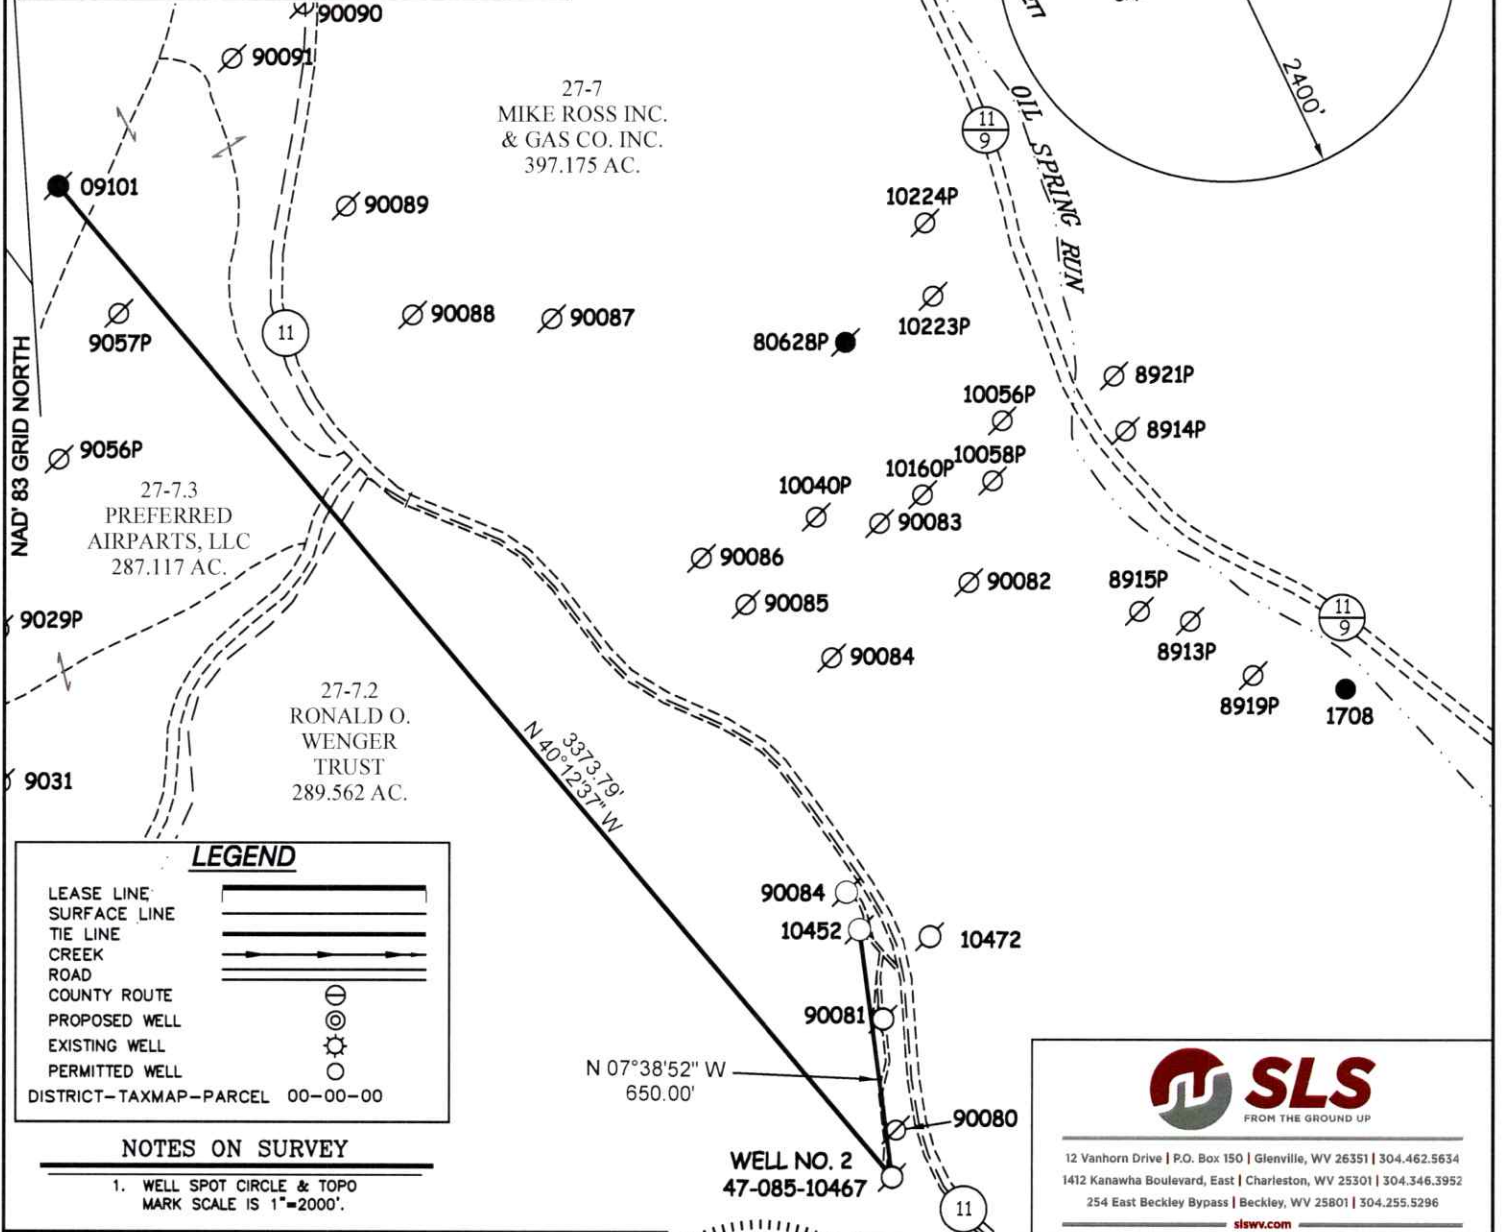 90090
90091
27-7
MIKE ROSS INC.
& GAS CO. INC.
397.175 AC.
2400'
11
9
OIL SPRING RUN
09101
90089
10224P
9057P
11
90088
90087
10223P
80628P
8921P
NAD' 83 GRID NORTH
10056P
8914P
9056P
10058P
10160P
10040P
90083
27-7.3
PREFERRED
AIRPARTS, LLC
287.117 AC.
90086
90082
8915P
90085
11
9
9029P
8913P
90084
8919P
1708
27-7.2
RONALD O.
WENGER
TRUST
289.562 AC.
3373.79'
N 40°12'37" W
9031
LEGEND
LEASE LINE
SURFACE LINE
TIE LINE
CREEK
ROAD
COUNTY ROUTE
PROPOSED WELL
EXISTING WELL
PERMITTED WELL
DISTRICT-TAXMAP-PARCEL 00-00-00
90084
10452
10472
90081
N 07°38'52" W
650.00'
90080
WELL NO. 2
47-085-10467
11
NOTES ON SURVEY
1. WELL SPOT CIRCLE & TOPO
MARK SCALE IS 1"=2000'.
SLS
FROM THE GROUND UP
12 Vanhorn Drive | P.O. Box 150 | Glenville, WV 26351 | 304.462.5634
1412 Kanawha Boulevard, East | Charleston, WV 25301 | 304.346.3952
254 East Beckley Bypass | Beckley, WV 25801 | 304.255.5296
slswv.com